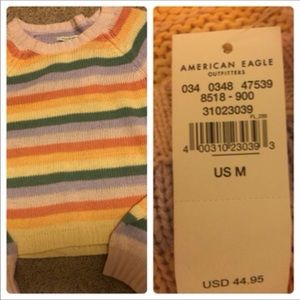 AMERICAN EAGLE
OUTFITTERS
034 0348 47539
8518 - 900
31023039
4 00310 23039 3
US M
USD 44.95